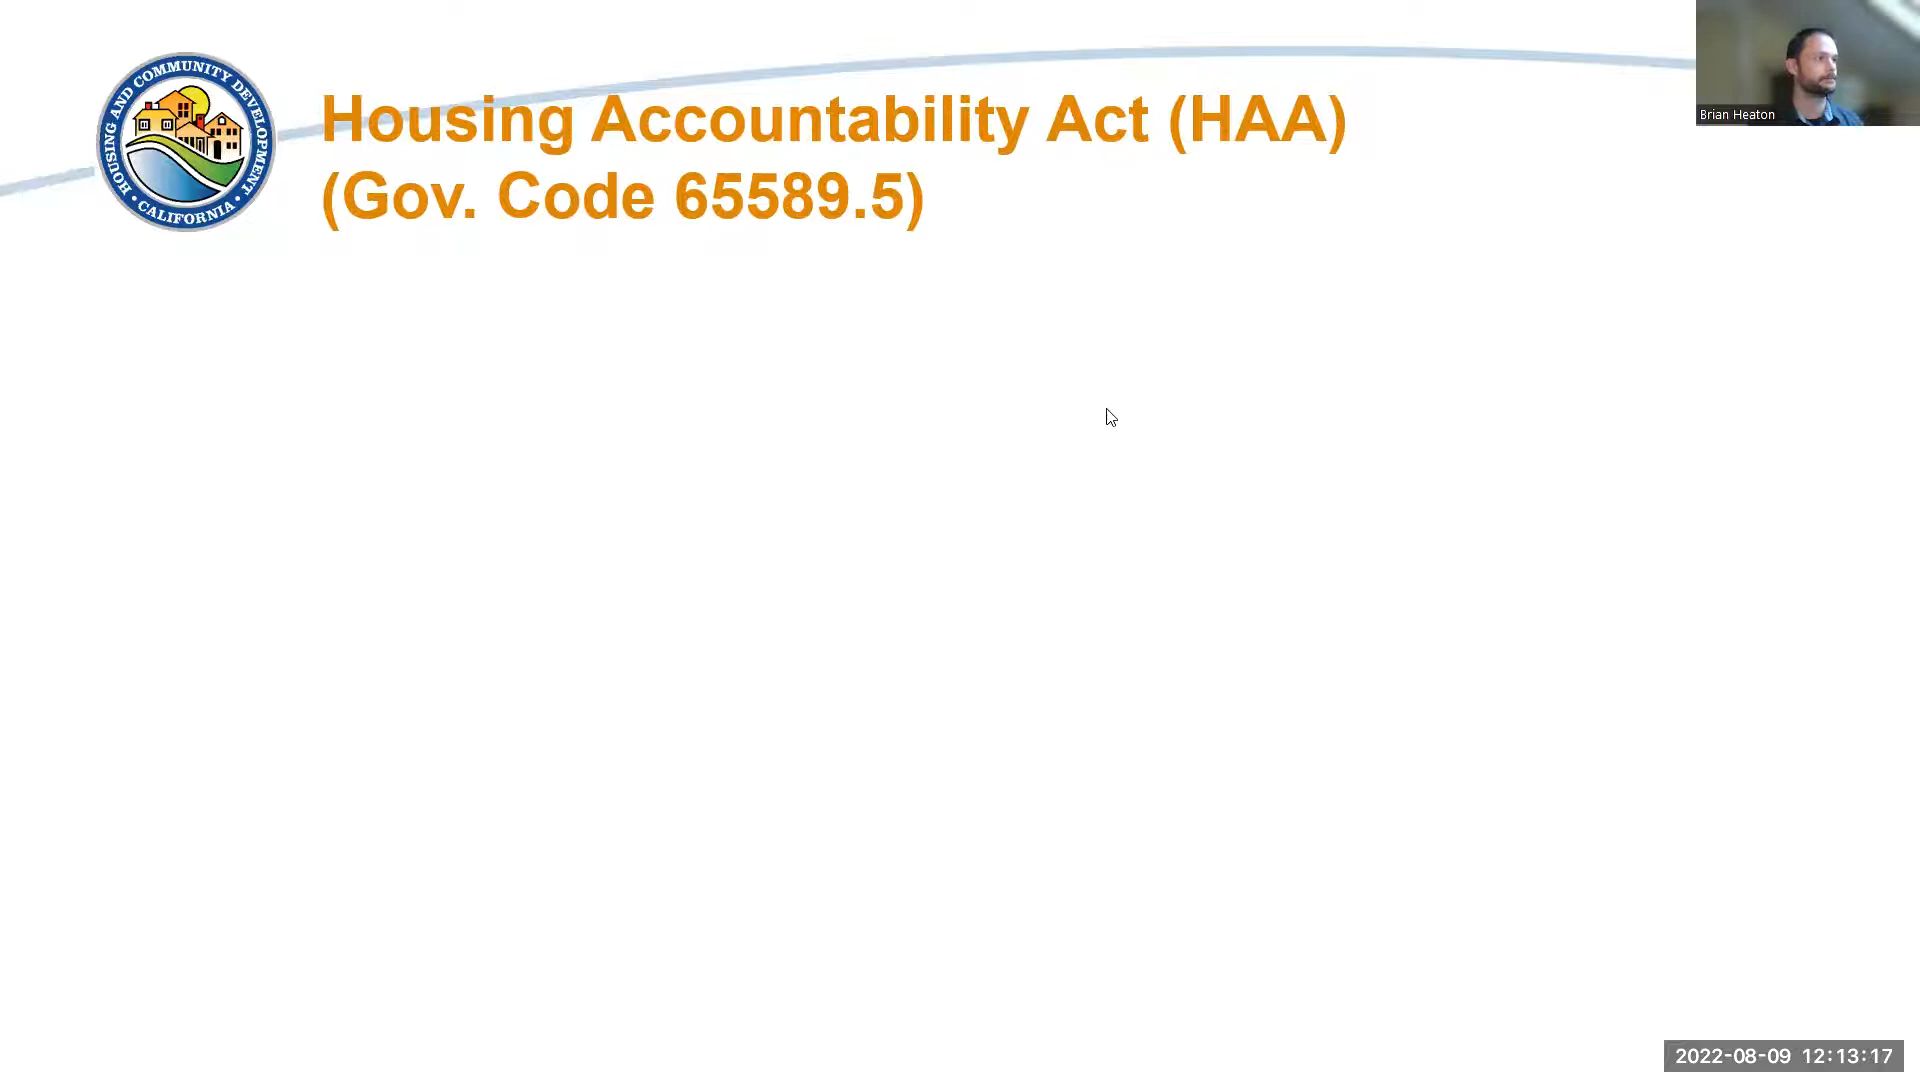 HOUSING AND COMMUNITY DEVELOPMENT
• CALIFORNIA •
Housing Accountability Act (HAA)
(Gov. Code 65589.5)
Brian Heaton
2022-08-09 12:13:17